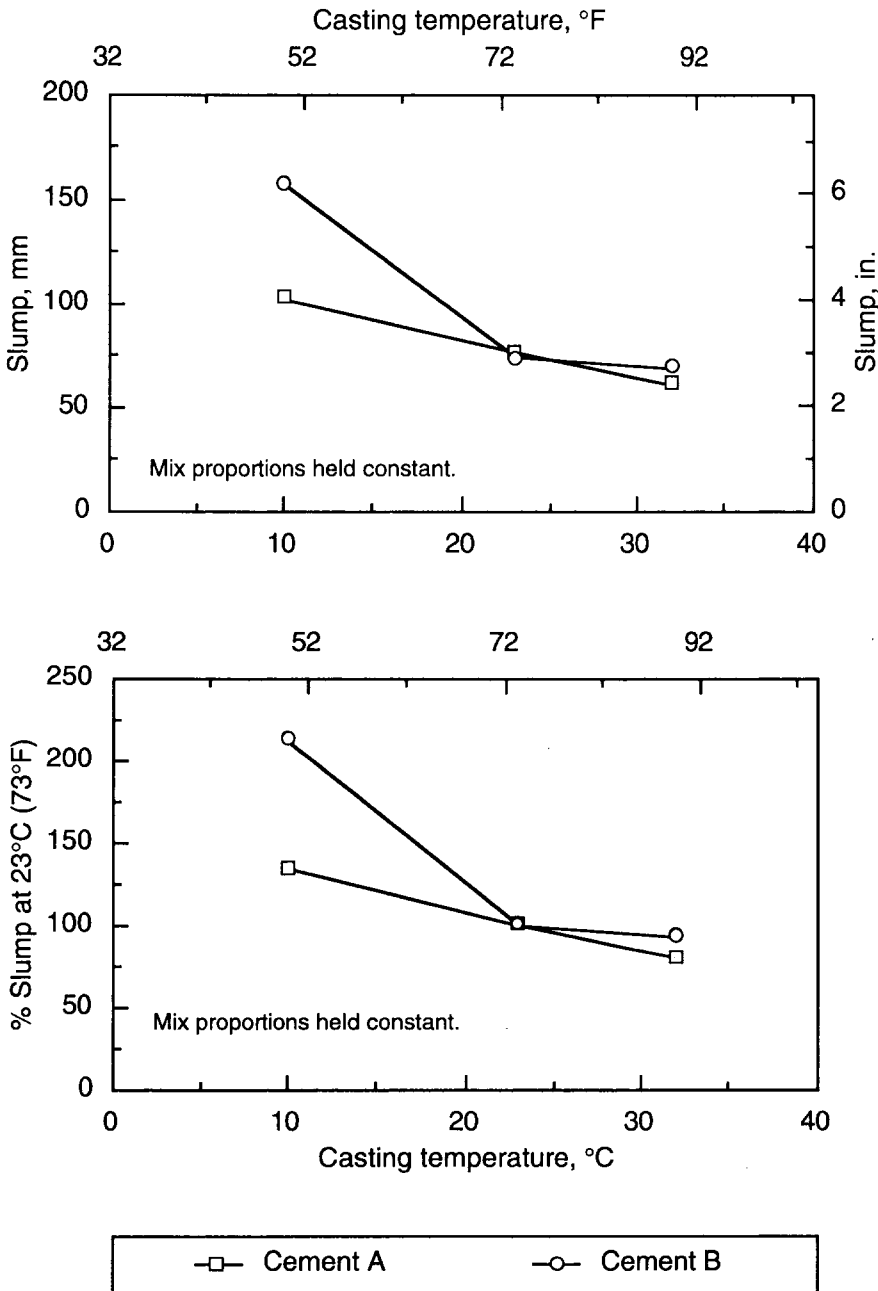 Casting temperature, °F
32 52 72 92
200
150
100
50
0
Slump, mm
6
4
2
0
Slump, in.
Mix proportions held constant.
0 10 20 30 40
32 52 72 92
250
200
150
100
50
0
% Slump at 23°C (73°F)
Mix proportions held constant.
0 10 20 30 40
Casting temperature, °C
Cement A Cement B